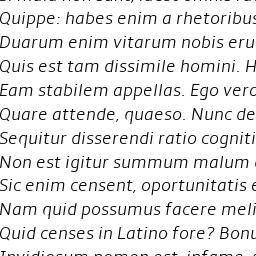 Quippe: habes enim a rhetoribus
Duarum enim vitarum nobis eru
Quis est tam dissimile homini. H
Eam stabilem appellas. Ego vero
Quare attende, quaeso. Nunc de
Sequitur disserendi ratio cogniti
Non est igitur summum malum
Sic enim censent, oportunitatis e
Nam quid possumus facere meli
Quid censes in Latino fore? Bonu